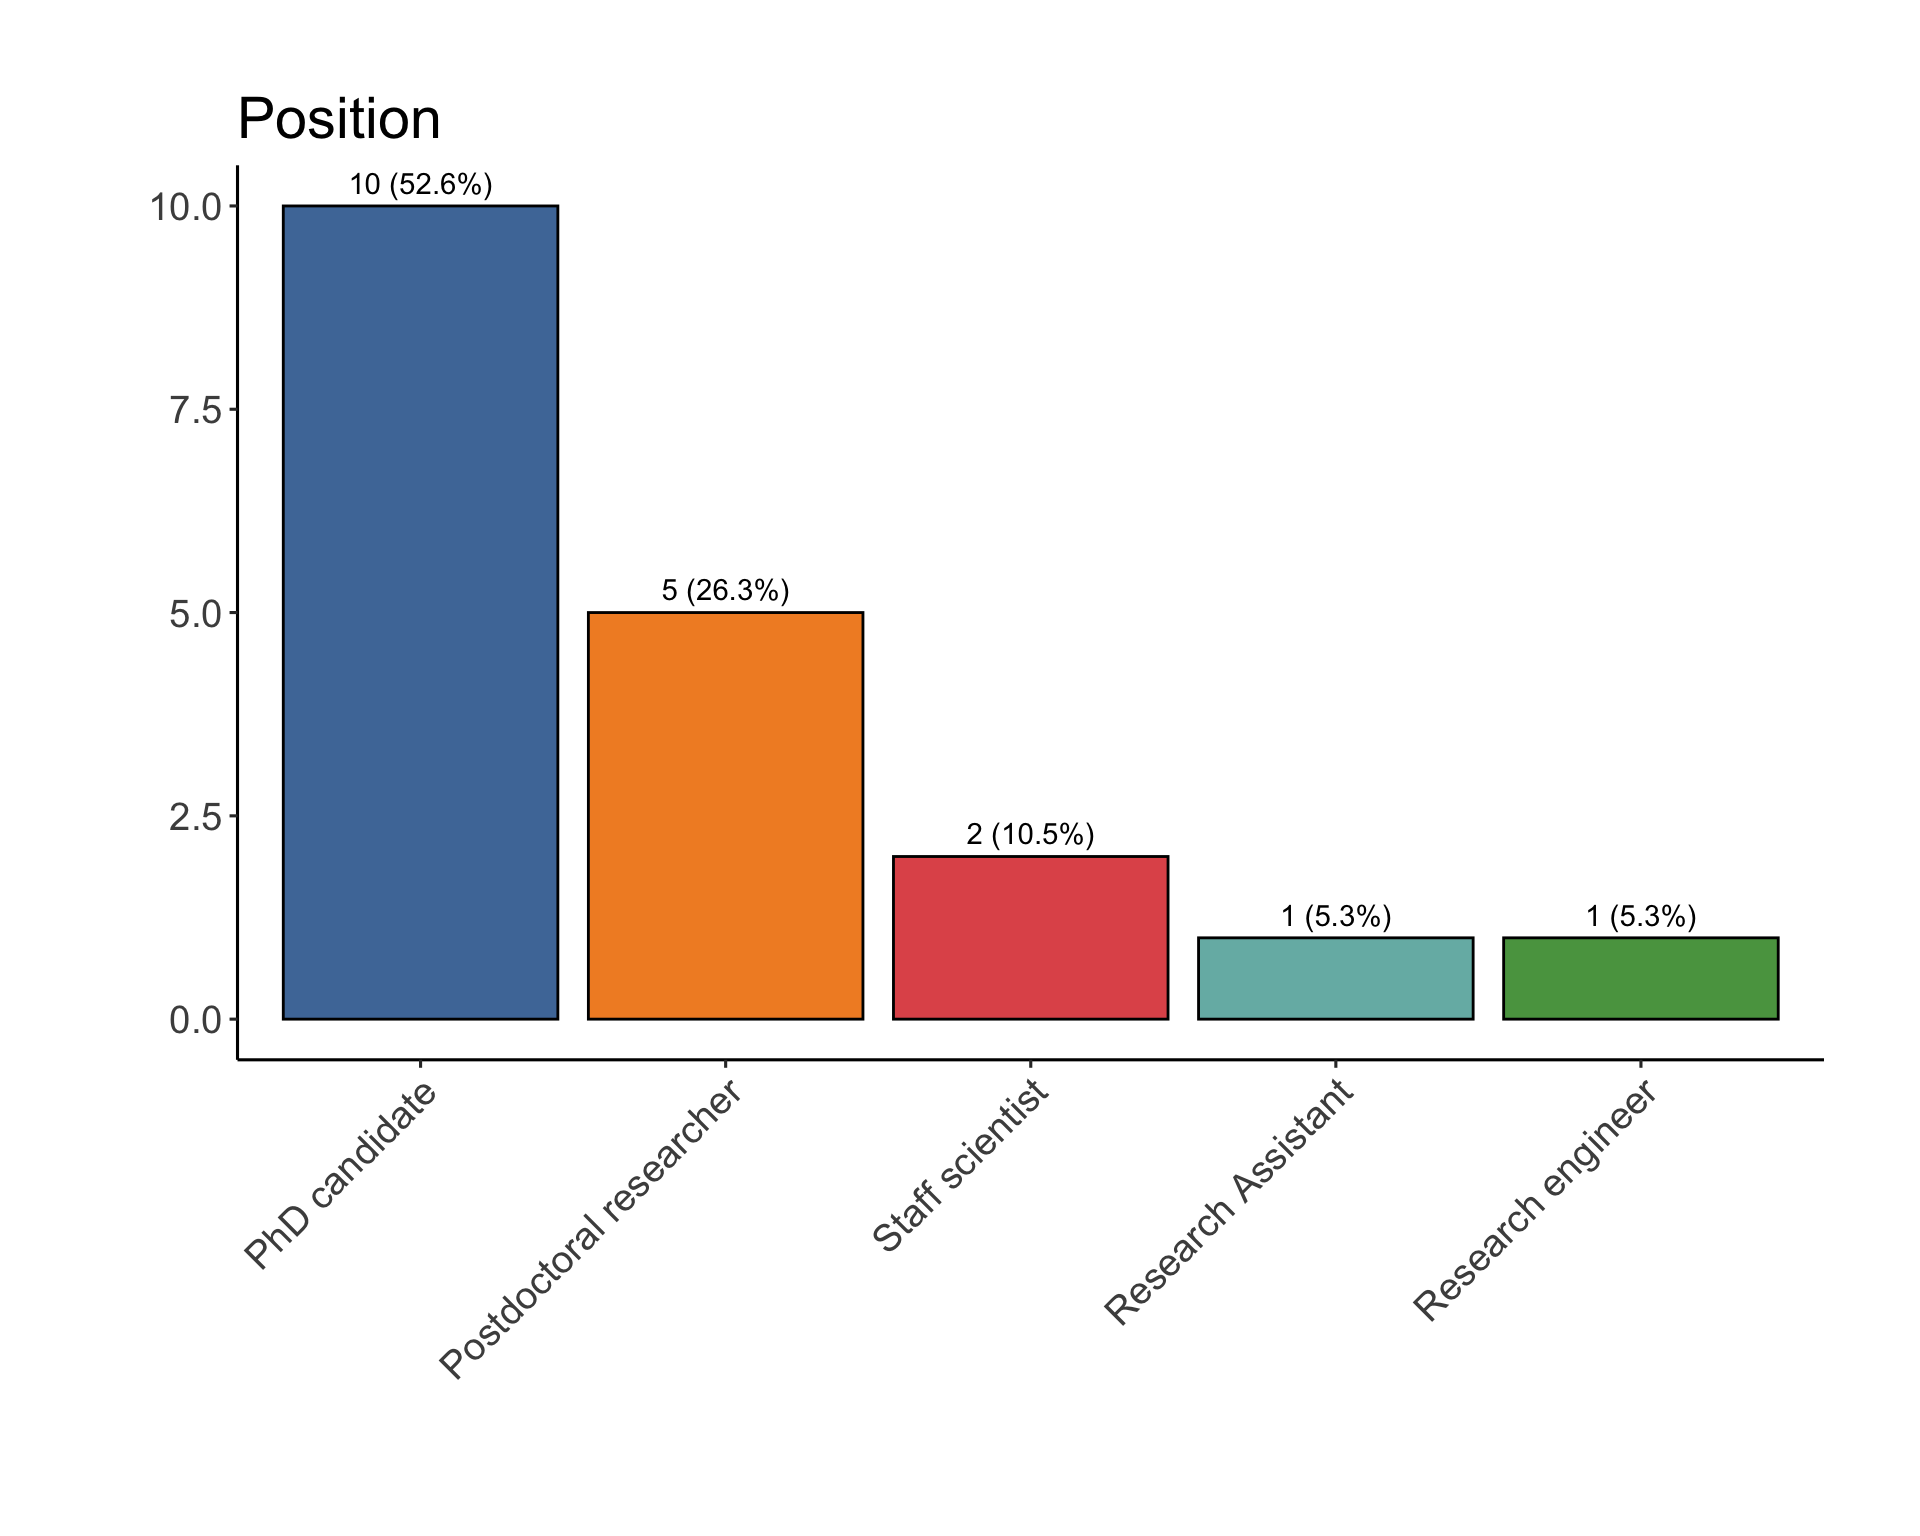 Position
10 (52.6%)
10.0
7.5
5 (26.3%)
5.0
2 (10.5%)
2.5
1 (5.3%)
1 (5.3%)
0.0
PhD candidate
Postdoctoral researcher
Staff scientist
Research Assistant
Research engineer